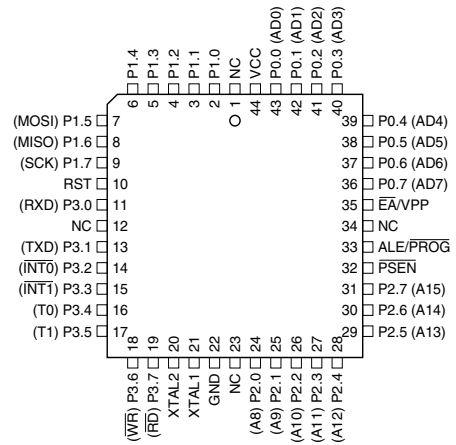 P1.4
P1.3
P1.2
P1.1
P1.0
NC
VCC
P0.0 (AD0)
P0.1 (AD1)
P0.2 (AD2)
P0.3 (AD3)
6
5
4
3
2
1
44
43
42
41
40
(MOSI) P1.5 7
(MISO) P1.6 8
(SCK) P1.7 9
RST 10
(RXD) P3.0 11
NC 12
(TXD) P3.1 13
(INT0) P3.2 14
(INT1) P3.3 15
(T0) P3.4 16
(T1) P3.5 17
39 P0.4 (AD4)
38 P0.5 (AD5)
37 P0.6 (AD6)
36 P0.7 (AD7)
35 EA/VPP
34 NC
33 ALE/PROG
32 PSEN
31 P2.7 (A15)
30 P2.6 (A14)
29 P2.5 (A13)
18
19
20
21
22
23
24
25
26
27
28
(WR) P3.6
(RD) P3.7
XTAL2
XTAL1
GND
NC
(A8) P2.0
(A9) P2.1
(A10) P2.2
(A11) P2.3
(A12) P2.4